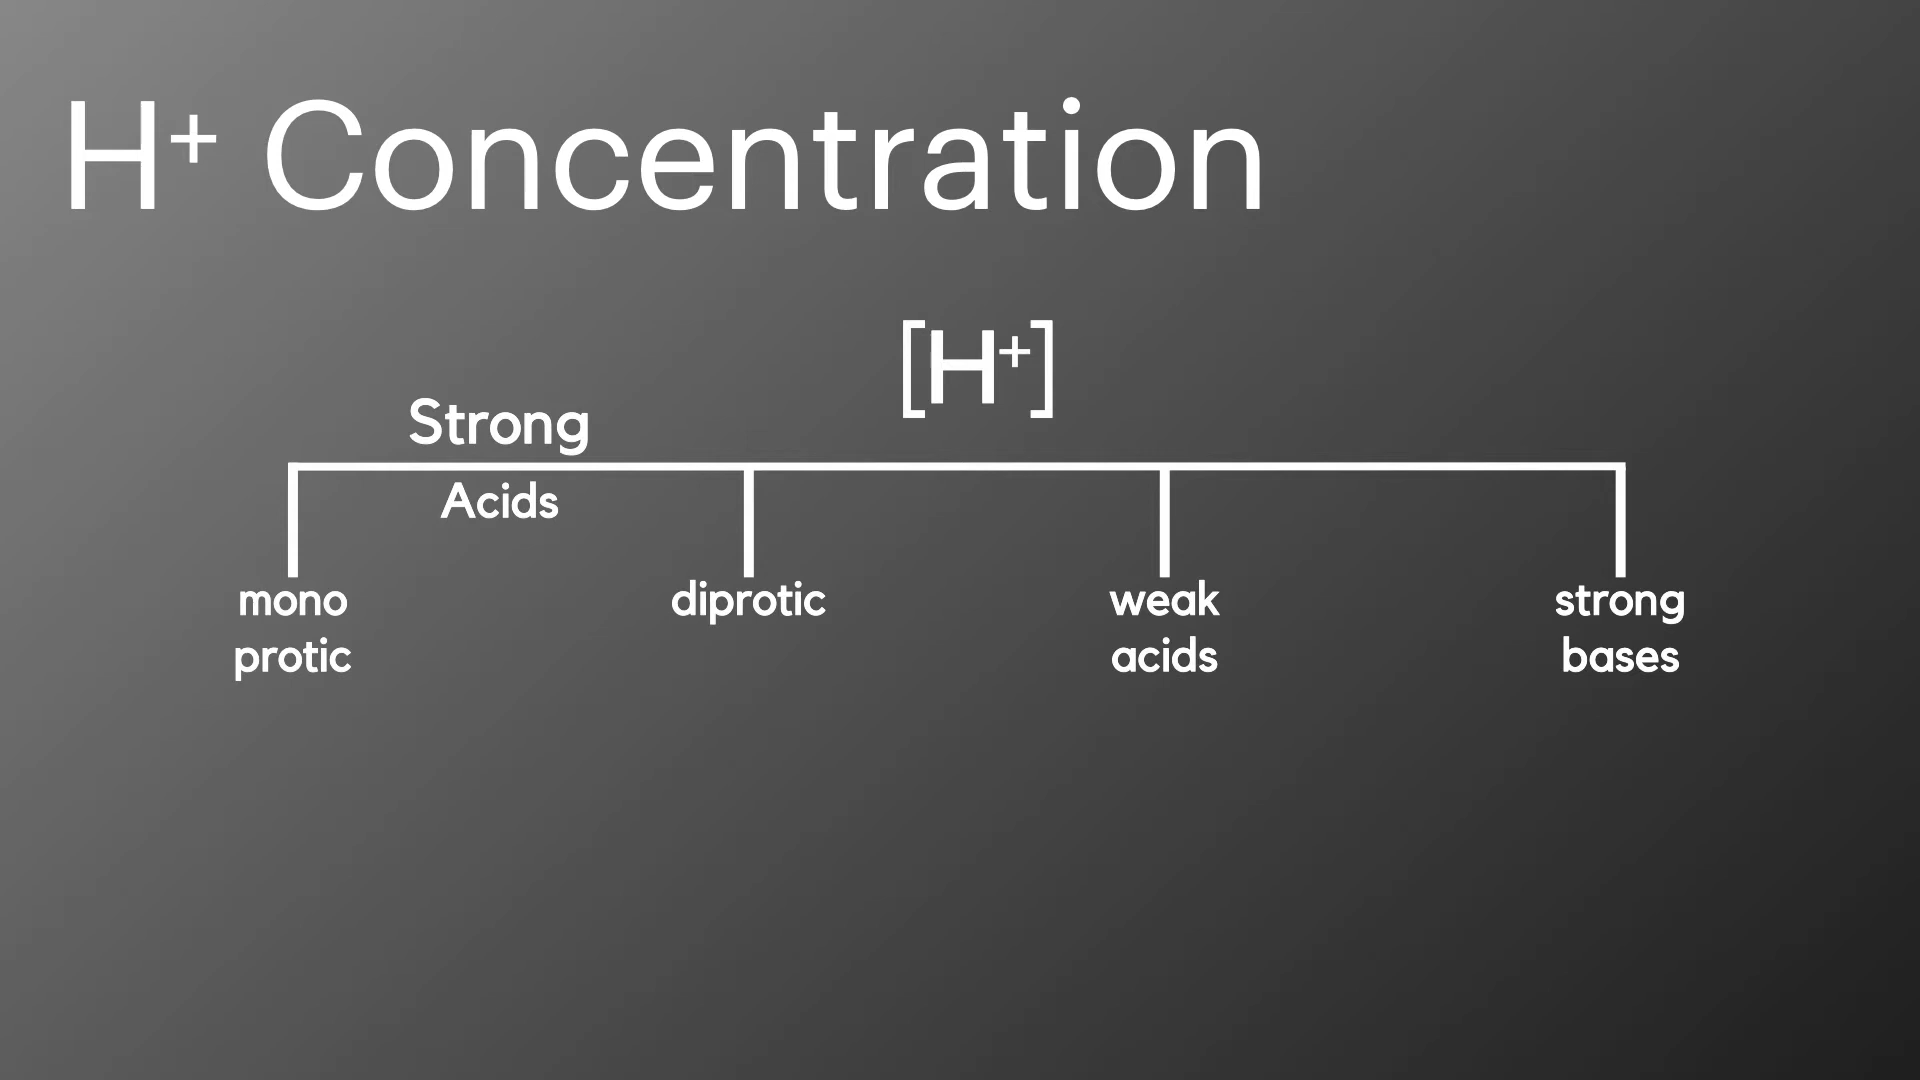 H⁺ Concentration
[H⁺]
Strong
Acids
mono
protic
diprotic
weak
acids
strong
bases